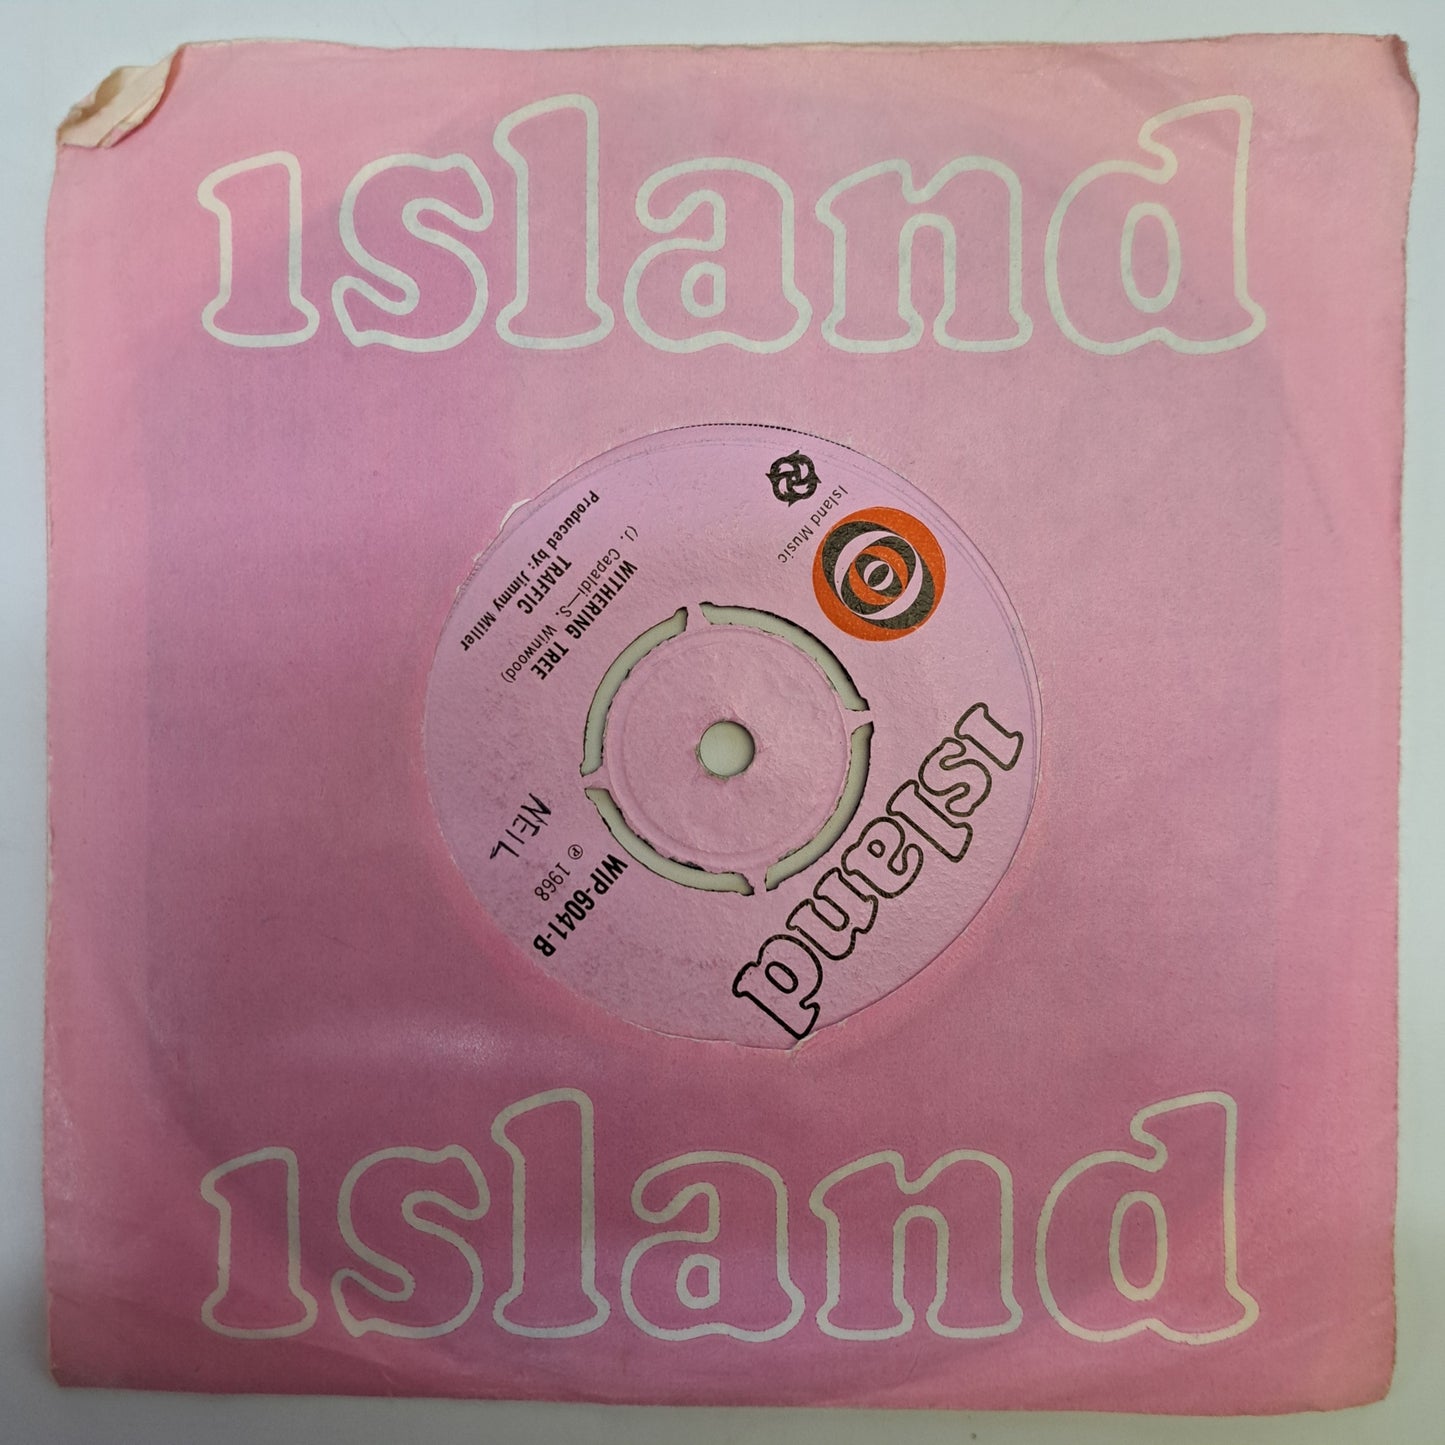 island
island
Island Music
WITHERING TREE
(J. Capaldi—S. Winwood)
TRAFFIC
Produced by: Jimmy Miller
WIP-6041-B
℗ 1968
NEIL
island